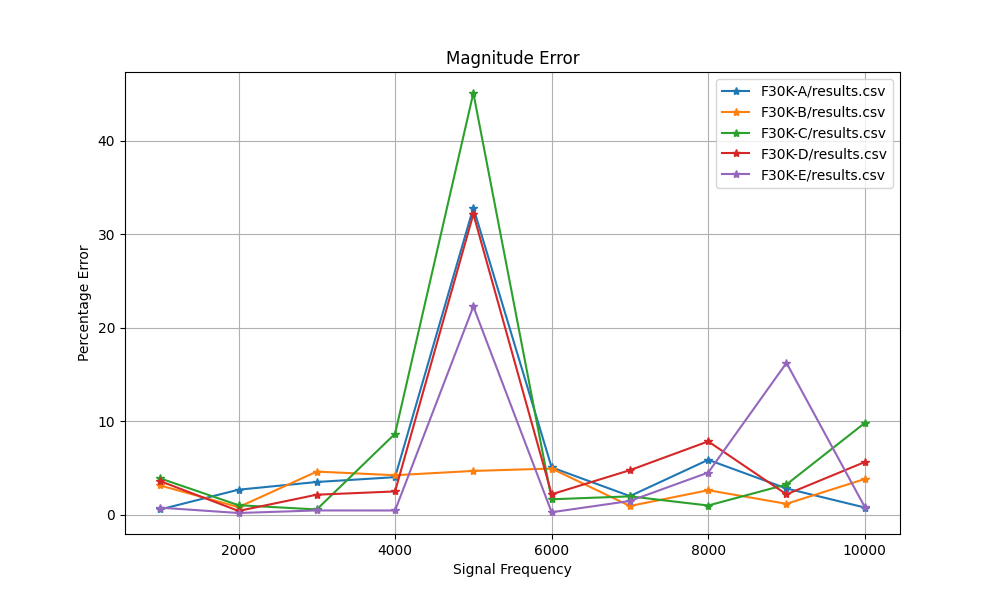 Magnitude Error
F30K-A/results.csv
F30K-B/results.csv
F30K-C/results.csv
F30K-D/results.csv
F30K-E/results.csv
Percentage Error
40
30
20
10
0
2000
4000
6000
8000
10000
Signal Frequency